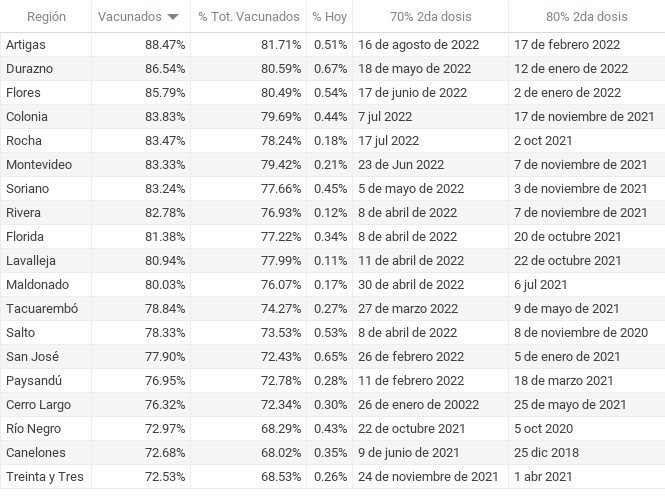 Región Vacunados % Tot. Vacunados % Hoy 70% 2da dosis 80% 2da dosis
Artigas 88.47% 81.71% 0.51% 16 de agosto de 2022 17 de febrero 2022
Durazno 86.54% 80.59% 0.67% 18 de mayo de 2022 12 de enero de 2022
Flores 85.79% 80.49% 0.54% 17 de junio de 2022 2 de enero de 2022
Colonia 83.83% 79.69% 0.44% 7 jul 2022 17 de noviembre de 2021
Rocha 83.47% 78.24% 0.18% 17 jul 2022 2 oct 2021
Montevideo 83.33% 79.42% 0.21% 23 de Jun 2022 7 de noviembre de 2021
Soriano 83.24% 77.66% 0.45% 5 de mayo de 2022 3 de noviembre de 2021
Rivera 82.78% 76.93% 0.12% 8 de abril de 2022 7 de noviembre de 2021
Florida 81.38% 77.22% 0.34% 8 de abril de 2022 20 de octubre 2021
Lavalleja 80.94% 77.99% 0.11% 11 de abril de 2022 22 de octubre 2021
Maldonado 80.03% 76.07% 0.17% 30 de abril de 2022 6 jul 2021
Tacuarembó 78.84% 74.27% 0.27% 27 de marzo 2022 9 de mayo de 2021
Salto 78.33% 73.53% 0.53% 8 de abril de 2022 8 de noviembre de 2020
San José 77.90% 72.43% 0.65% 26 de febrero 2022 5 de enero de 2021
Paysandú 76.95% 72.78% 0.28% 11 de febrero 2022 18 de marzo 2021
Cerro Largo 76.32% 72.34% 0.30% 26 de enero de 20022 25 de mayo de 2021
Río Negro 72.97% 68.29% 0.43% 22 de octubre 2021 5 oct 2020
Canelones 72.68% 68.02% 0.35% 9 de junio de 2021 25 dic 2018
Treinta y Tres 72.53% 68.53% 0.26% 24 de noviembre de 2021 1 abr 2021